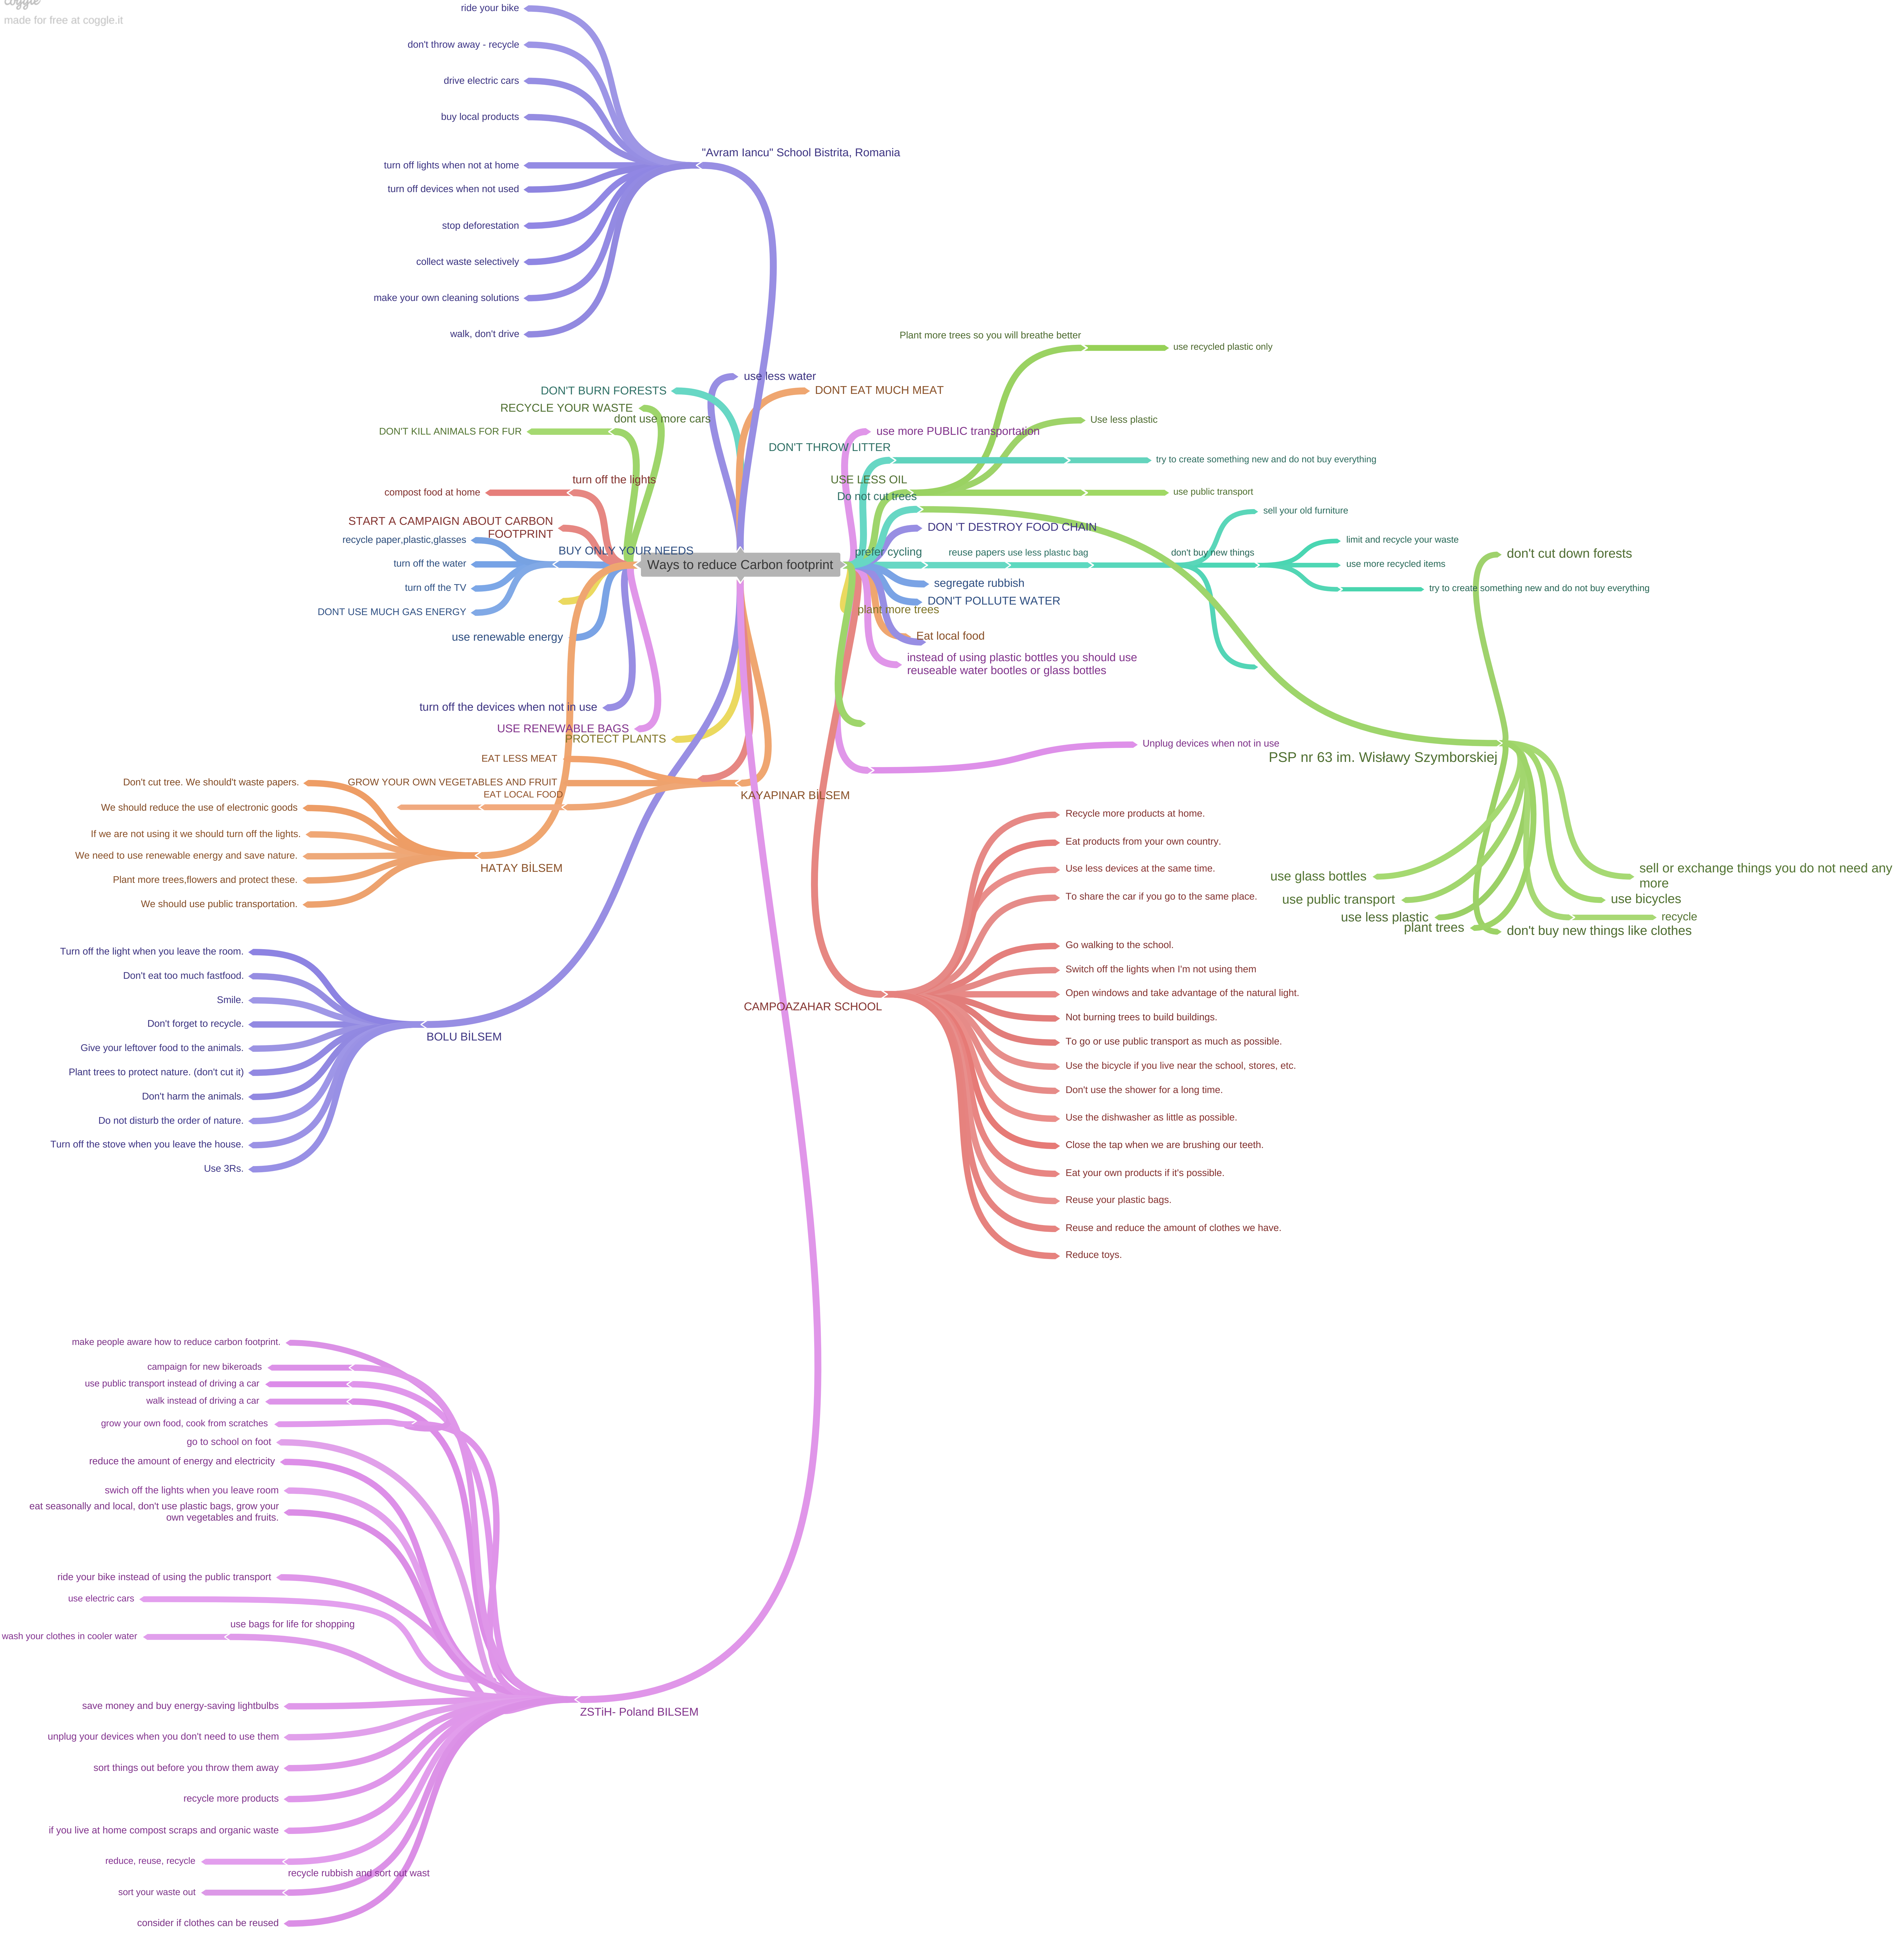 coggle
made for free at coggle.it
ride your bike
don't throw away - recycle
drive electric cars
buy local products
"Avram Iancu" School Bistrita, Romania
turn off lights when not at home
turn off devices when not used
stop deforestation
collect waste selectively
make your own cleaning solutions
walk, don't drive
Plant more trees so you will breathe better
use recycled plastic only
use less water
DON'T BURN FORESTS
DONT EAT MUCH MEAT
RECYCLE YOUR WASTE
dont use more cars
DON'T KILL ANIMALS FOR FUR
Use less plastic
use more PUBLIC transportation
DON'T THROW LITTER
try to create something new and do not buy everything
turn off the lights
compost food at home
USE LESS OIL
use public transport
Do not cut trees
sell your old furniture
START A CAMPAIGN ABOUT CARBON
FOOTPRINT
DON 'T DESTROY FOOD CHAIN
recycle paper,plastic,glasses
BUY ONLY YOUR NEEDS
prefer cycling
reuse papers
use less plastıc bag
don't buy new things
limit and recycle your waste
don't cut down forests
turn off the water
Ways to reduce Carbon footprint
use more recycled items
turn off the TV
segregate rubbish
try to create something new and do not buy everything
DONT USE MUCH GAS ENERGY
DON'T POLLUTE WATER
plant more trees
use renewable energy
Eat local food
instead of using plastic bottles you should use
reuseable water bootles or glass bottles
turn off the devices when not in use
USE RENEWABLE BAGS
PROTECT PLANTS
Unplug devices when not in use
PSP nr 63 im. Wisławy Szymborskiej
EAT LESS MEAT
GROW YOUR OWN VEGETABLES AND FRUIT
EAT LOCAL FOOD
KAYAPINAR BİLSEM
Don't cut tree. We should't waste papers.
We should reduce the use of electronic goods
If we are not using it we should turn off the lights.
We need to use renewable energy and save nature.
HATAY BİLSEM
Plant more trees,flowers and protect these.
We should use public transportation.
use glass bottles
sell or exchange things you do not need any
more
use public transport
use bicycles
use less plastic
recycle
plant trees
don't buy new things like clothes
Recycle more products at home.
Eat products from your own country.
Use less devices at the same time.
To share the car if you go to the same place.
Go walking to the school.
Switch off the lights when I'm not using them
Open windows and take advantage of the natural light.
CAMPOAZAHAR SCHOOL
Not burning trees to build buildings.
To go or use public transport as much as possible.
Use the bicycle if you live near the school, stores, etc.
Don't use the shower for a long time.
Use the dishwasher as little as possible.
Close the tap when we are brushing our teeth.
Eat your own products if it's possible.
Reuse your plastic bags.
Reuse and reduce the amount of clothes we have.
Reduce toys.
Turn off the light when you leave the room.
Don't eat too much fastfood.
Smile.
Don't forget to recycle.
BOLU BİLSEM
Give your leftover food to the animals.
Plant trees to protect nature. (don't cut it)
Don't harm the animals.
Do not disturb the order of nature.
Turn off the stove when you leave the house.
Use 3Rs.
make people aware how to reduce carbon footprint.
campaign for new bikeroads
use public transport instead of driving a car
walk instead of driving a car
grow your own food, cook from scratches
go to school on foot
reduce the amount of energy and electricity
swich off the lights when you leave room
eat seasonally and local, don't use plastic bags, grow your
own vegetables and fruits.
ride your bike instead of using the public transport
use electric cars
use bags for life for shopping
wash your clothes in cooler water
save money and buy energy-saving lightbulbs
ZSTiH- Poland BILSEM
unplug your devices when you don't need to use them
sort things out before you throw them away
recycle more products
if you live at home compost scraps and organic waste
reduce, reuse, recycle
recycle rubbish and sort out wast
sort your waste out
consider if clothes can be reused